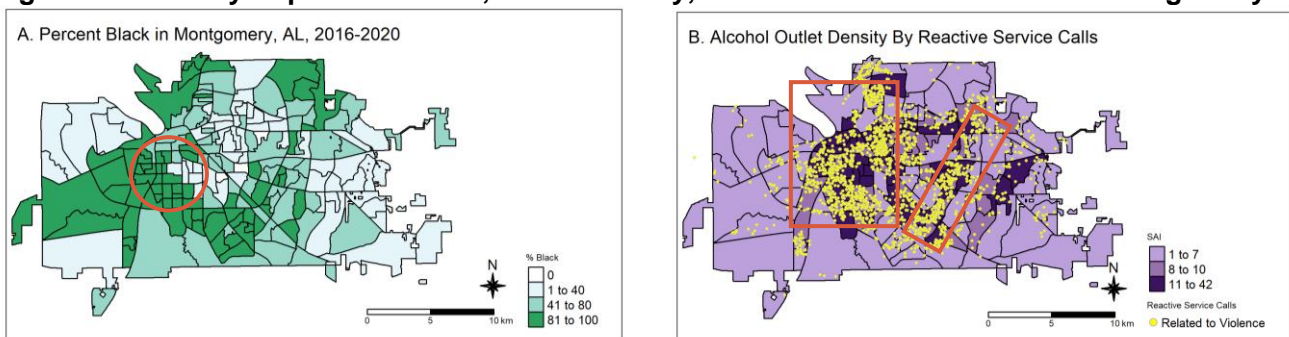 A. Percent Black in Montgomery, AL, 2016-2020
% Black
0
1 to 40
41 to 80
81 to 100
N
0 5 10 km
B. Alcohol Outlet Density By Reactive Service Calls
SAI
1 to 7
8 to 10
11 to 42
Reactive Service Calls
Related to Violence
N
0 5 10 km